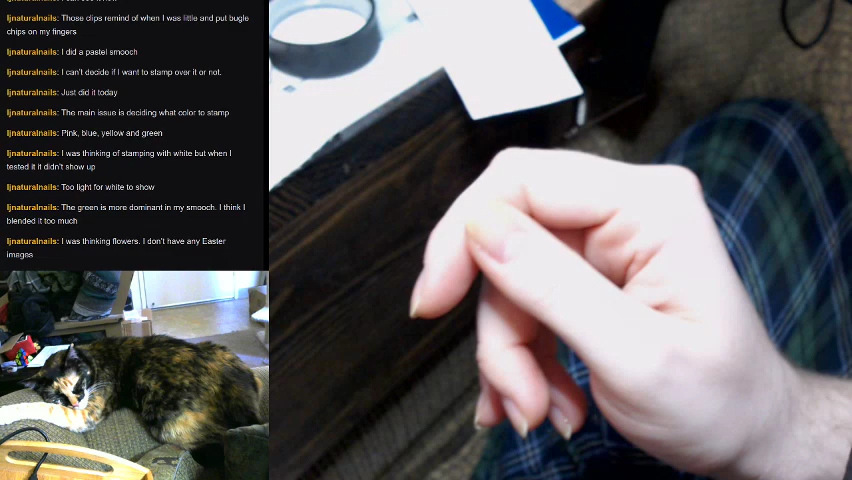 ljnaturalnails: Those clips remind of when I was little and put bugle
chips on my fingers
ljnaturalnails: I did a pastel smooch
ljnaturalnails: I can't decide if I want to stamp over it or not.
ljnaturalnails: Just did it today
ljnaturalnails: The main issue is deciding what color to stamp
ljnaturalnails: Pink, blue, yellow and green
ljnaturalnails: I was thinking of stamping with white but when I
tested it it didn't show up
ljnaturalnails: Too light for white to show
ljnaturalnails: The green is more dominant in my smooch. I think I
blended it too much
ljnaturalnails: I was thinking flowers. I don't have any Easter
images